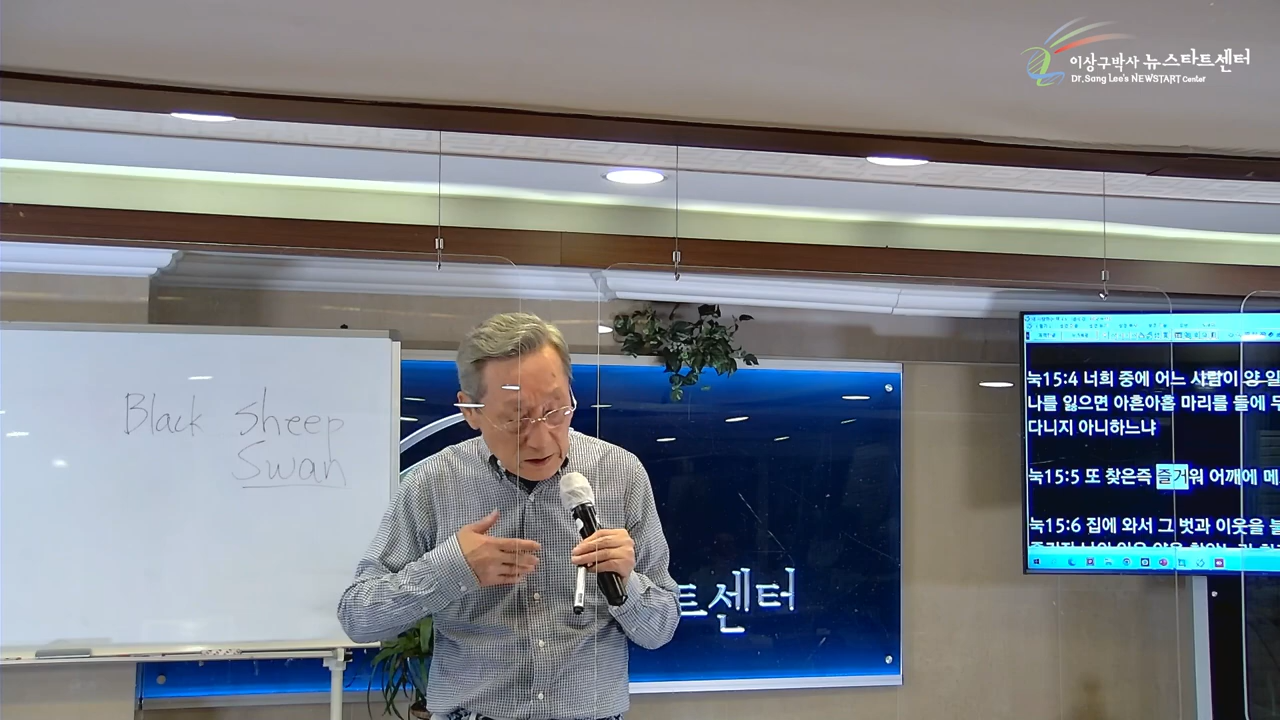 이상구박사 뉴스타트센터
Dr. Sang Lee's NEWSTART Center
Black Sheep
Swan
트센터
눅15:4 너희 중에 어느 사람이 양 일
나를 잃으면 아흔아홉 마리를 들에 두
다니지 아니하느냐
눅15:5 또 찾은즉 즐거워 어깨에 메
눅15:6 집에 와서 그 벗과 이웃을 불